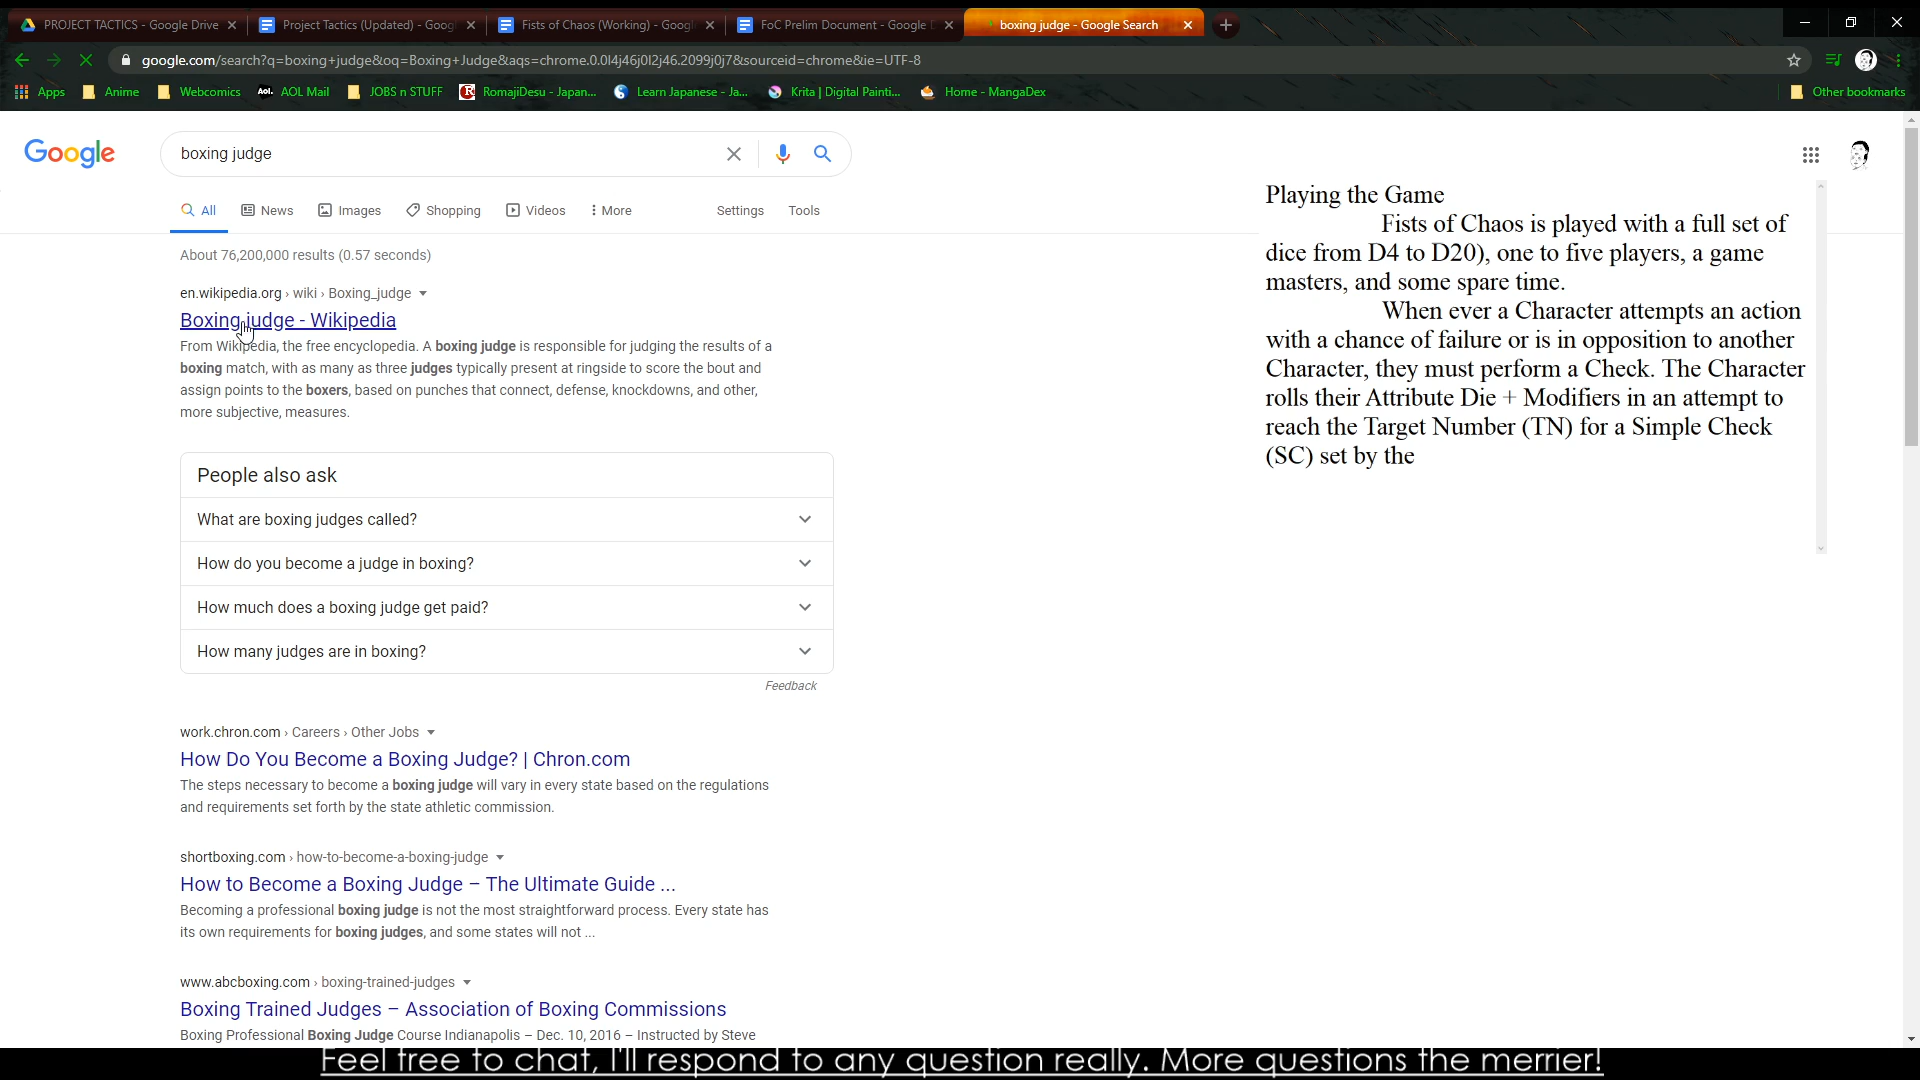 PROJECT TACTICS - Google Drive
Project Tactics (Updated) - Goog
Fists of Chaos (Working) - Googl
FoC Prelim Document - Google D
boxing judge - Google Search
google.com/search?q=boxing+judge&oq=Boxing+Judge&aqs=chrome.0.0l4j46j0l2j46.2099j0j7&sourceid=chrome&ie=UTF-8
Apps
Anime
Webcomics
Aol.
AOL Mail
JOBS n STUFF
RomajiDesu - Japan...
Learn Japanese - Ja...
Krita | Digital Painti...
Home - MangaDex
Other bookmarks
Google
boxing judge
All
News
Images
Shopping
Videos
More
Settings
Tools
About 76,200,000 results (0.57 seconds)
en.wikipedia.org › wiki › Boxing_judge
Boxing judge - Wikipedia
From Wikipedia, the free encyclopedia. A boxing judge is responsible for judging the results of a
boxing match, with as many as three judges typically present at ringside to score the bout and
assign points to the boxers, based on punches that connect, defense, knockdowns, and other,
more subjective, measures.
People also ask
What are boxing judges called?
How do you become a judge in boxing?
How much does a boxing judge get paid?
How many judges are in boxing?
Feedback
work.chron.com › Careers › Other Jobs
How Do You Become a Boxing Judge? | Chron.com
The steps necessary to become a boxing judge will vary in every state based on the regulations
and requirements set forth by the state athletic commission.
shortboxing.com › how-to-become-a-boxing-judge
How to Become a Boxing Judge – The Ultimate Guide ...
Becoming a professional boxing judge is not the most straightforward process. Every state has
its own requirements for boxing judges, and some states will not ...
www.abcboxing.com › boxing-trained-judges
Boxing Trained Judges – Association of Boxing Commissions
Boxing Professional Boxing Judge Course Indianapolis – Dec. 10, 2016 – Instructed by Steve
Playing the Game
Fists of Chaos is played with a full set of
dice from D4 to D20), one to five players, a game
masters, and some spare time.
When ever a Character attempts an action
with a chance of failure or is in opposition to another
Character, they must perform a Check. The Character
rolls their Attribute Die + Modifiers in an attempt to
reach the Target Number (TN) for a Simple Check
(SC) set by the
Feel free to chat, I'll respond to any question really. More questions the merrier!